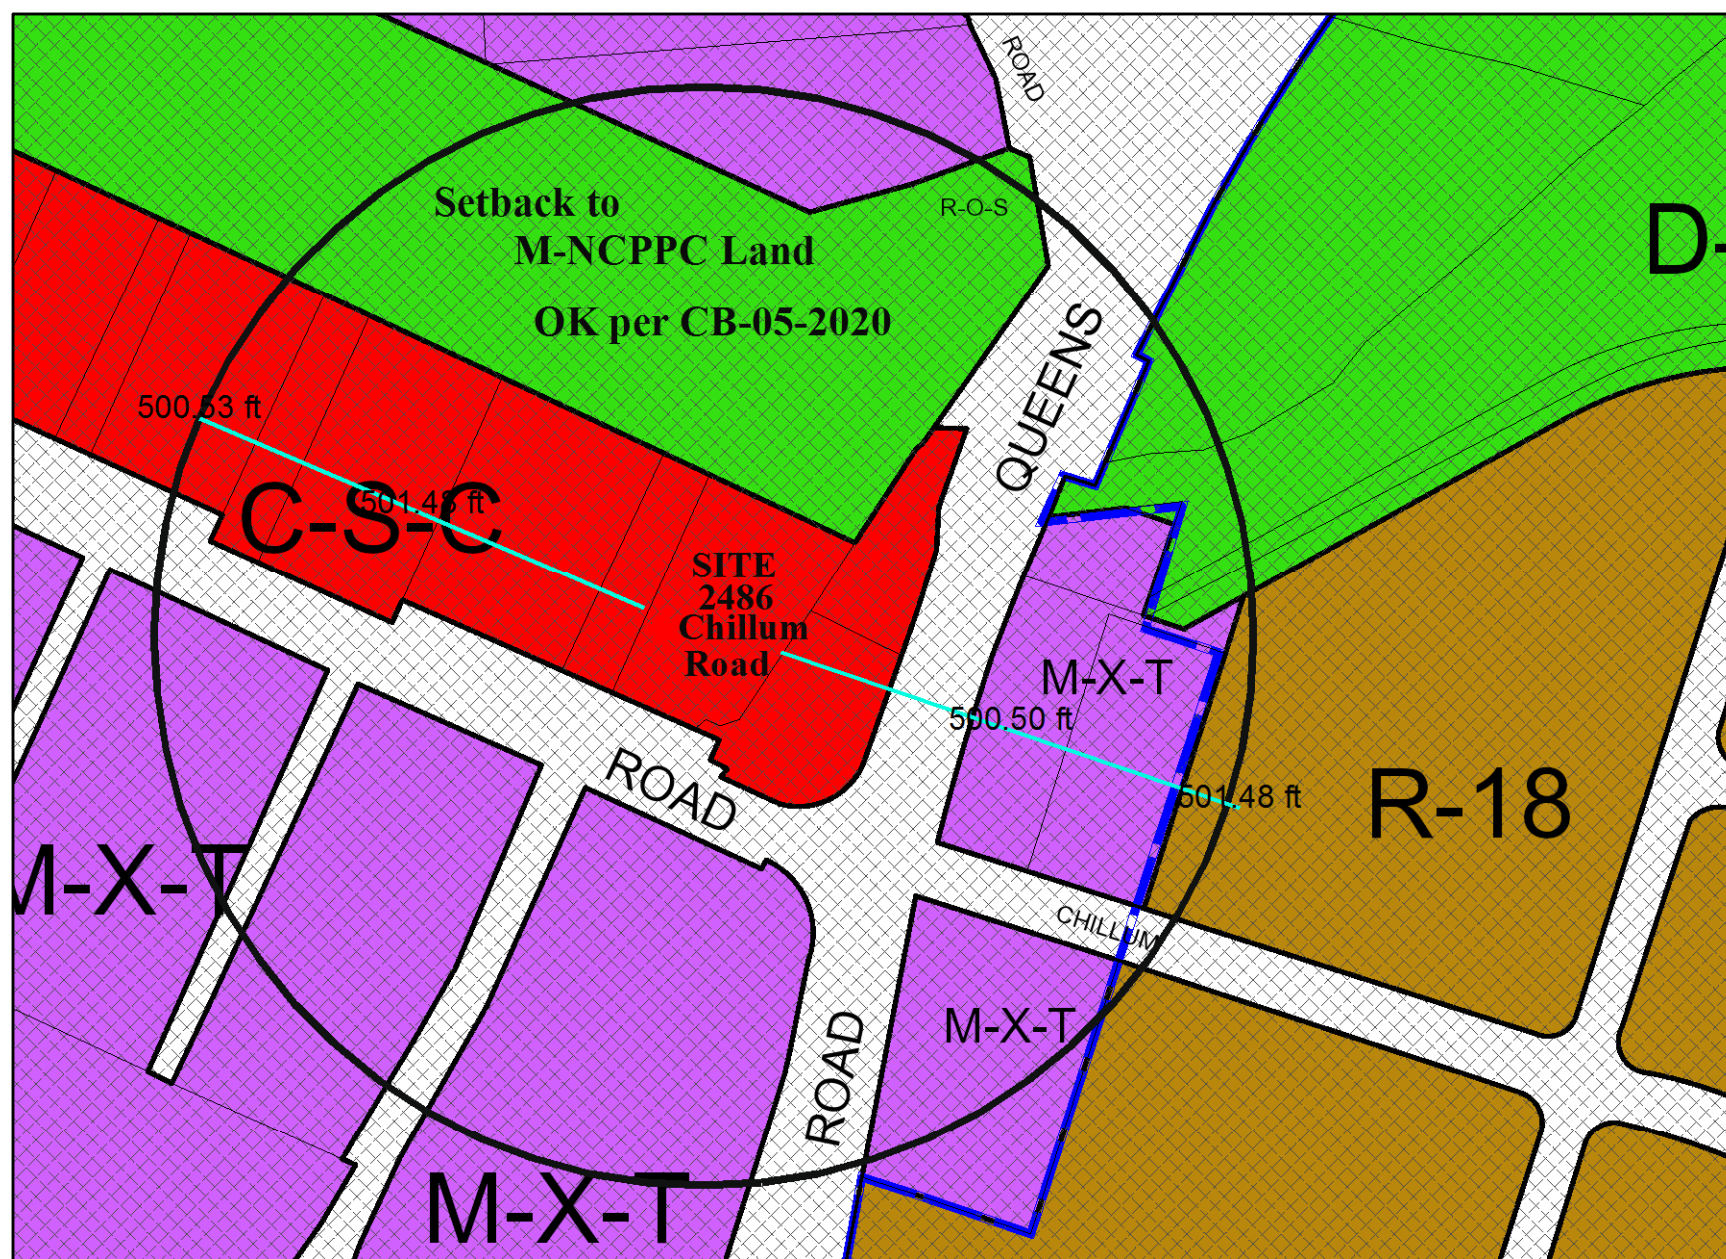 ROAD
Setback to
R-O-S
M-NCPPC Land
D-
OK per CB-05-2020
QUEENS
500.53 ft
501.48 ft
C-S-C
SITE
2486
Chillum
Road
M-X-T
500.50 ft
ROAD
501.48 ft
R-18
M-X-T
CHILLUM
M-X-T
ROAD
M-X-T